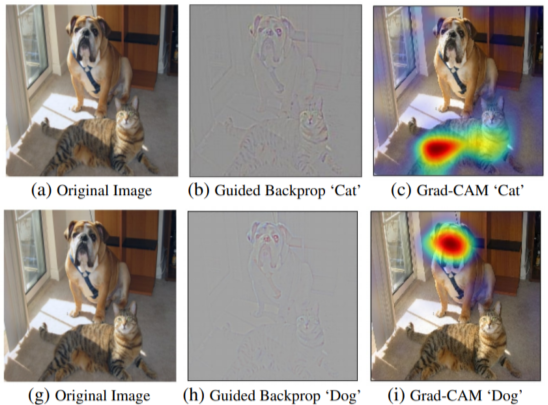 (a) Original Image
(b) Guided Backprop ‘Cat’
(c) Grad-CAM ‘Cat’
(g) Original Image
(h) Guided Backprop ‘Dog’
(i) Grad-CAM ‘Dog’